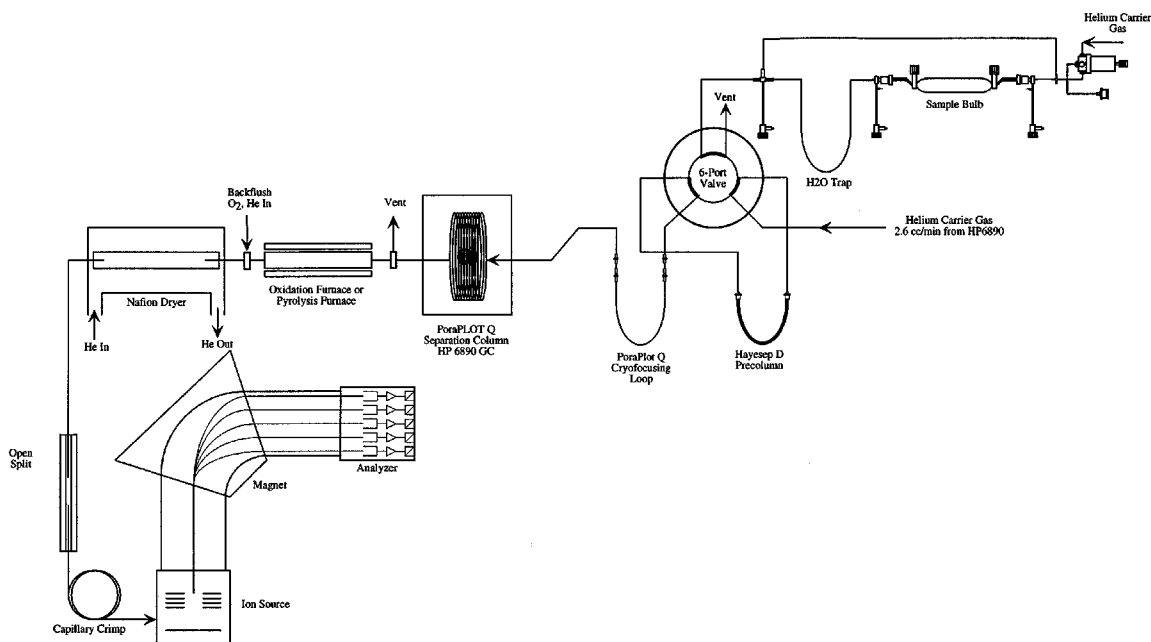 Helium Carrier
Gas
Vent
Sample Bulb
6-Port
Valve
H2O Trap
Backflush
O2, He In
Vent
Helium Carrier Gas
2.6 cc/min from HP6890
Oxidation Furnace or
Pyrolysis Furnace
Nafion Dryer
He In
He Out
PoraPLOT Q
Separation Column
HP 6890 GC
PoraPlot Q
Cryofocusing
Loop
Hayesep D
Precolumn
Open
Split
Analyzer
Magnet
Ion Source
Capillary Crimp